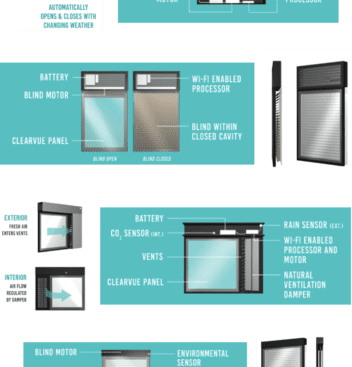 MOTOR
PROCESSOR
AUTOMATICALLY
OPENS & CLOSES WITH
CHANGING WEATHER
BATTERY
BLIND MOTOR
CLEARVUE PANEL
WI-FI ENABLED
PROCESSOR
BLIND WITHIN
CLOSED CAVITY
BLIND OPEN
BLIND CLOSED
EXTERIOR
FRESH AIR
ENTERS VENTS
INTERIOR
AIR FLOW
REGULATED
BY DAMPER
BATTERY
CO2 SENSOR (INT.)
VENTS
CLEARVUE PANEL
RAIN SENSOR (EXT.)
WI-FI ENABLED
PROCESSOR AND
MOTOR
NATURAL
VENTILATION
DAMPER
BLIND MOTOR
ENVIRONMENTAL
SENSOR